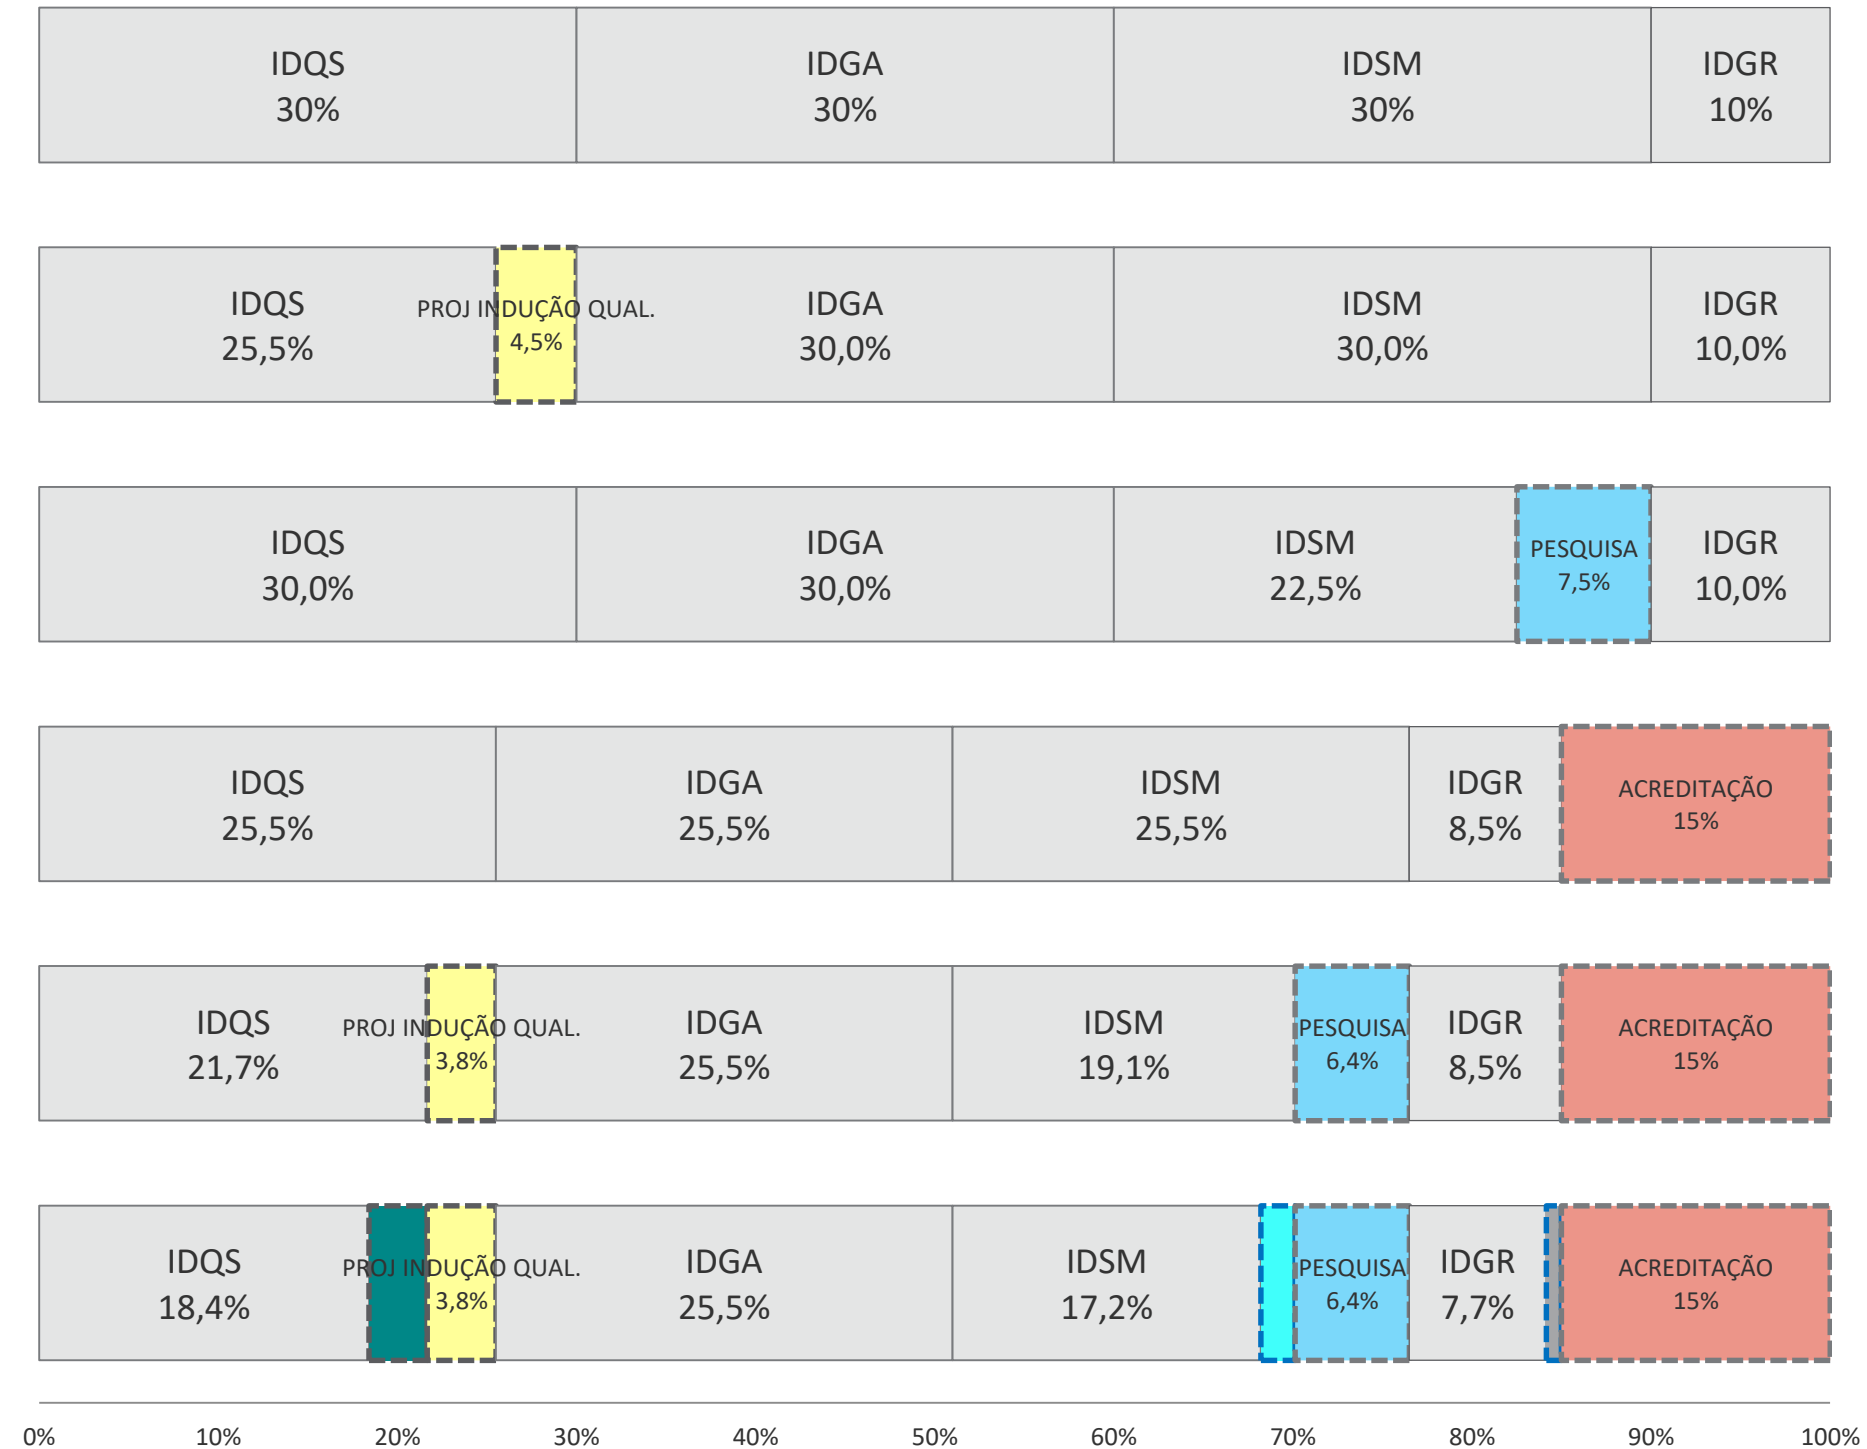 IDQS
30%
IDGA
30%
IDSM
30%
IDGR
10%
IDQS
25,5%
PROJ INDUÇÃO QUAL.
4,5%
IDGA
30,0%
IDSM
30,0%
IDGR
10,0%
IDQS
30,0%
IDGA
30,0%
IDSM
22,5%
PESQUISA
7,5%
IDGR
10,0%
IDQS
25,5%
IDGA
25,5%
IDSM
25,5%
IDGR
8,5%
ACREDITAÇÃO
15%
IDQS
21,7%
PROJ INDUÇÃO QUAL.
3,8%
IDGA
25,5%
IDSM
19,1%
PESQUISA
6,4%
IDGR
8,5%
ACREDITAÇÃO
15%
IDQS
18,4%
PROJ INDUÇÃO QUAL.
3,8%
IDGA
25,5%
IDSM
17,2%
PESQUISA
6,4%
IDGR
7,7%
ACREDITAÇÃO
15%
0% 10% 20% 30% 40% 50% 60% 70% 80% 90% 100%